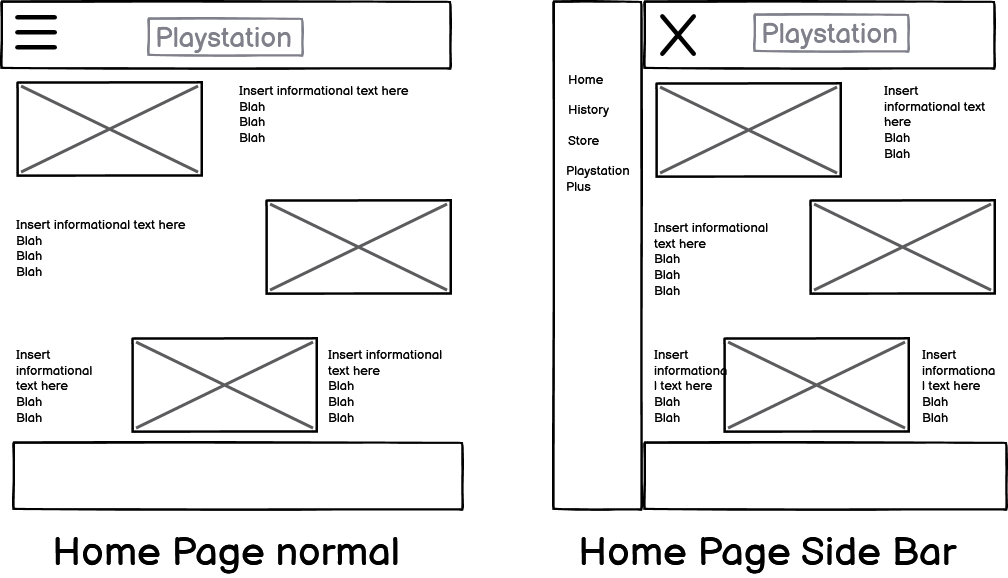 Playstation
Insert informational text here
Blah
Blah
Blah
Insert informational text here
Blah
Blah
Blah
Insert
informational
text here
Blah
Blah
Insert informational
text here
Blah
Blah
Blah
Home Page normal
Playstation
Home
History
Store
Playstation
Plus
Insert
informational text
here
Blah
Blah
Insert informational
text here
Blah
Blah
Blah
Insert
informationa
l text here
Blah
Blah
Insert
informationa
l text here
Blah
Blah
Home Page Side Bar